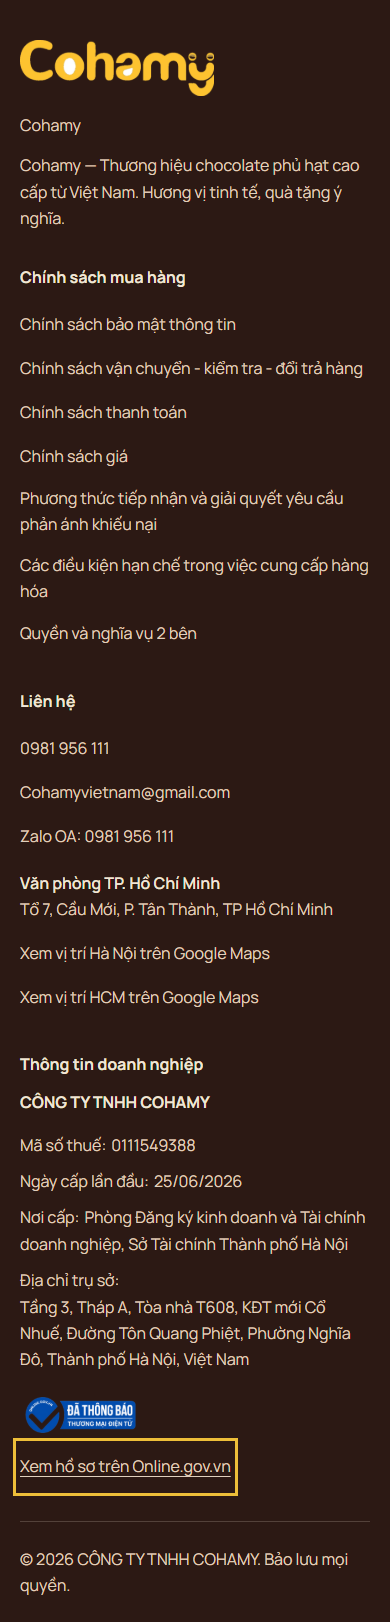 Cohamy
Cohamy
Cohamy — Thương hiệu chocolate phủ hạt cao
cấp từ Việt Nam. Hương vị tinh tế, quà tặng ý
nghĩa.
Chính sách mua hàng
Chính sách bảo mật thông tin
Chính sách vận chuyển - kiểm tra - đổi trả hàng
Chính sách thanh toán
Chính sách giá
Phương thức tiếp nhận và giải quyết yêu cầu
phản ánh khiếu nại
Các điều kiện hạn chế trong việc cung cấp hàng
hóa
Quyền và nghĩa vụ 2 bên
Liên hệ
0981 956 111
Cohamyvietnam@gmail.com
Zalo OA: 0981 956 111
Văn phòng TP. Hồ Chí Minh
Tổ 7, Cầu Mới, P. Tân Thành, TP Hồ Chí Minh
Xem vị trí Hà Nội trên Google Maps
Xem vị trí HCM trên Google Maps
Thông tin doanh nghiệp
CÔNG TY TNHH COHAMY
Mã số thuế: 0111549388
Ngày cấp lần đầu: 25/06/2026
Nơi cấp: Phòng Đăng ký kinh doanh và Tài chính
doanh nghiệp, Sở Tài chính Thành phố Hà Nội
Địa chỉ trụ sở:
Tầng 3, Tháp A, Tòa nhà T608, KĐT mới Cổ
Nhuế, Đường Tôn Quang Phiệt, Phường Nghĩa
Đô, Thành phố Hà Nội, Việt Nam
ĐÃ THÔNG BÁO
THƯƠNG MẠI ĐIỆN TỬ
Xem hồ sơ trên Online.gov.vn
© 2026 CÔNG TY TNHH COHAMY. Bảo lưu mọi
quyền.